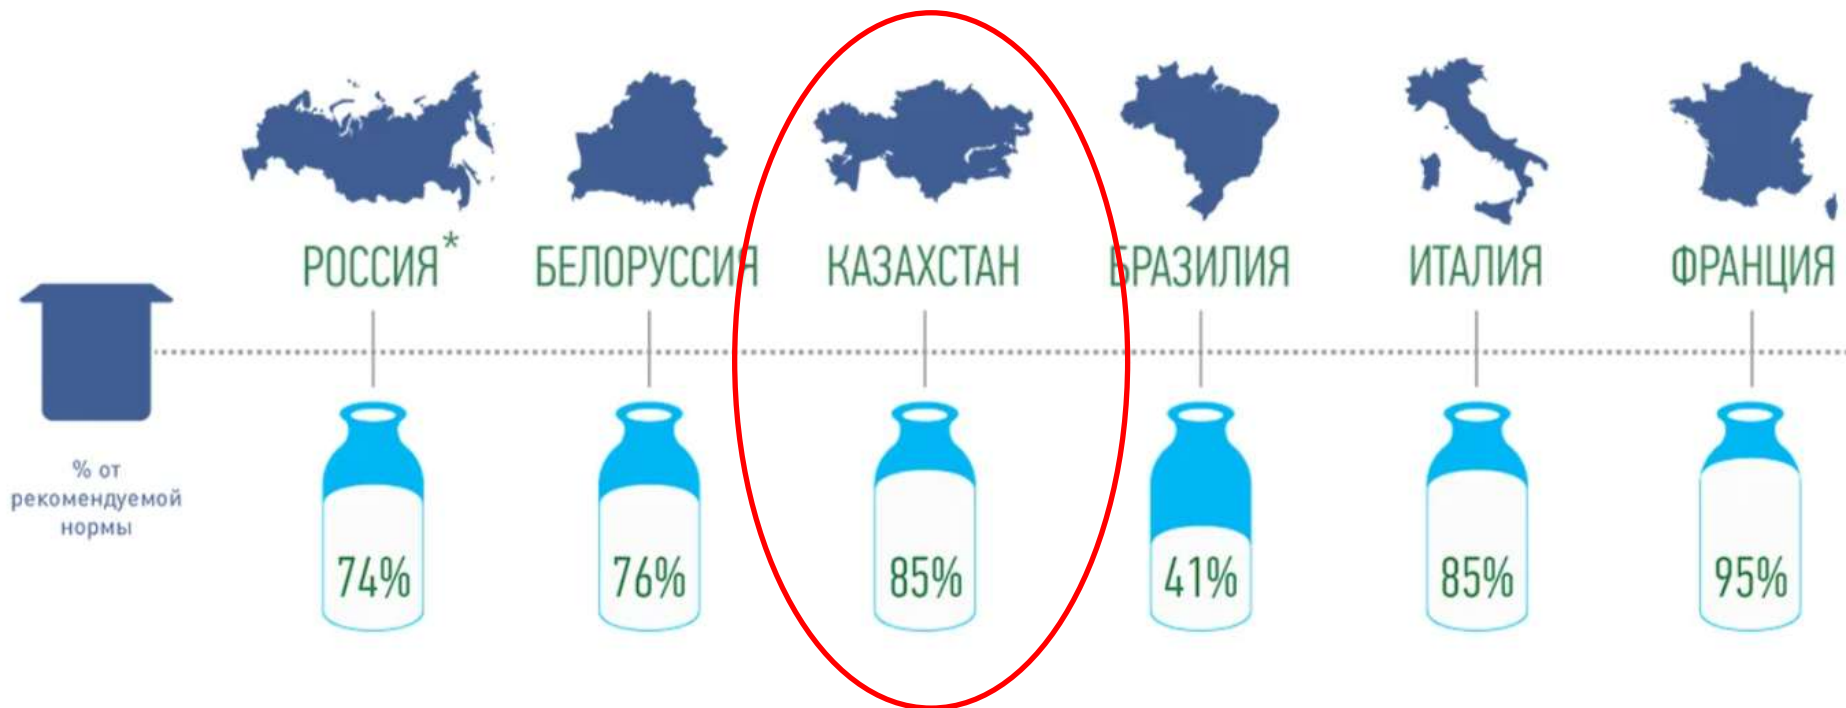 РОССИЯ* БЕЛОРУССИЯ КАЗАХСТАН БРАЗИЛИЯ ИТАЛИЯ ФРАНЦИЯ
% от
рекомендуемой
нормы
74% 76% 85% 41% 85% 95%